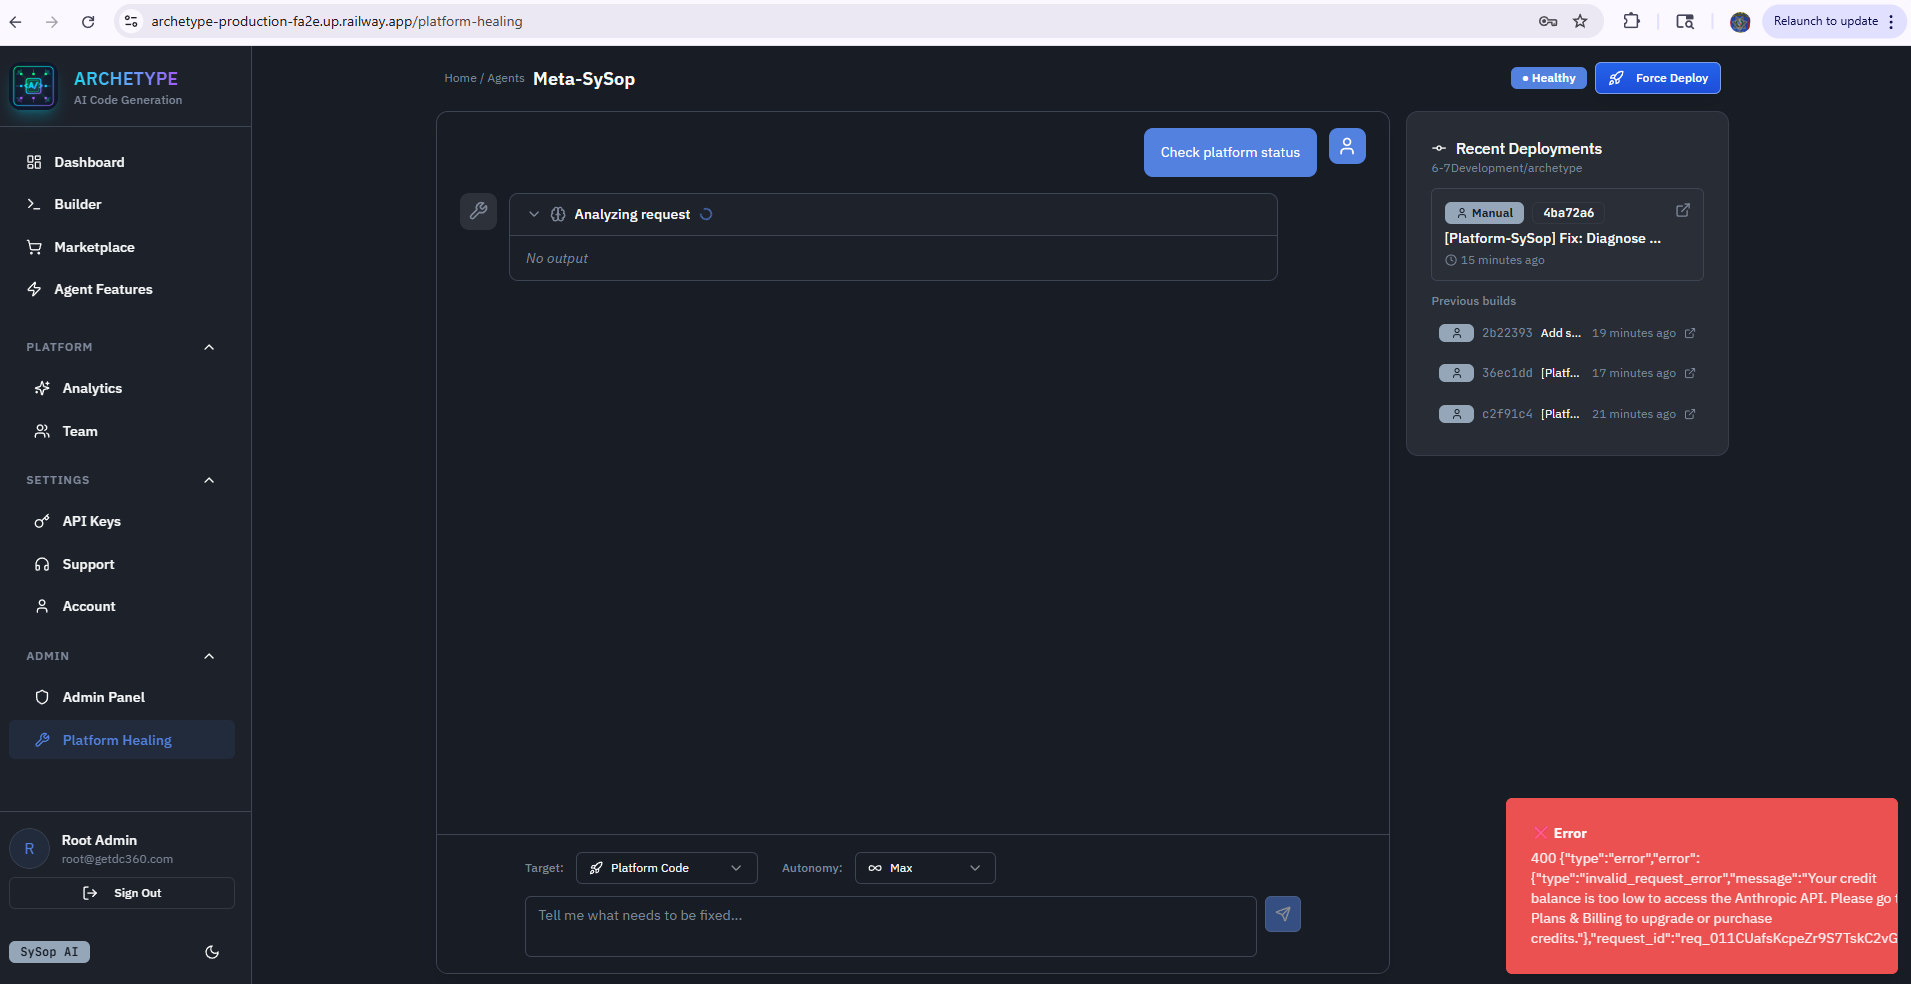 archetype-production-fa2e.up.railway.app/platform-healing
Relaunch to update
ARCHETYPE
AI Code Generation
Dashboard
Builder
Marketplace
Agent Features
PLATFORM
Analytics
Team
SETTINGS
API Keys
Support
Account
ADMIN
Admin Panel
Platform Healing
R
Root Admin
root@getdc360.com
Sign Out
SySop AI
Home / Agents Meta-SySop
Healthy
Force Deploy
Check platform status
Analyzing request
No output
Target: Platform Code Autonomy: Max
Tell me what needs to be fixed...
Recent Deployments
6-7Development/archetype
Manual 4ba72a6
[Platform-SySop] Fix: Diagnose ...
15 minutes ago
Previous builds
2b22393 Add s... 19 minutes ago
36ec1dd [Platf... 17 minutes ago
c2f91c4 [Platf... 21 minutes ago
Error
400 {"type":"error","error":
{"type":"invalid_request_error","message":"Your credit
balance is too low to access the Anthropic API. Please go
Plans & Billing to upgrade or purchase
credits."},"request_id":"req_011CUafsKcpeZr9S7TskC2vG